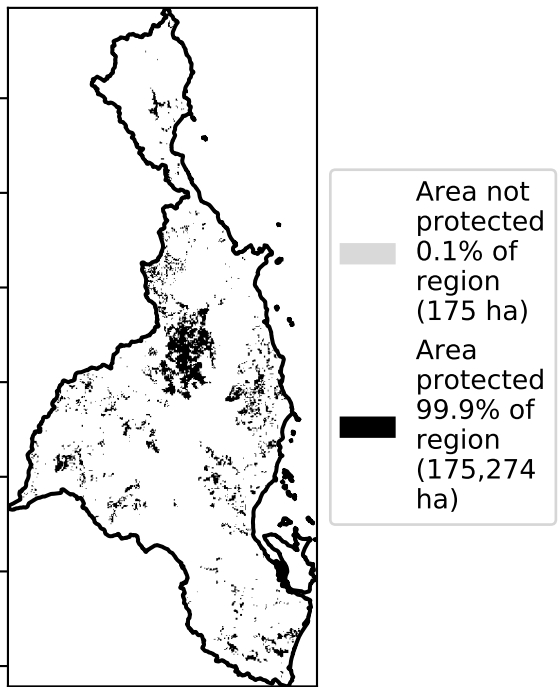 Area not
protected
0.1% of
region
(175 ha)
Area
protected
99.9% of
region
(175,274
ha)